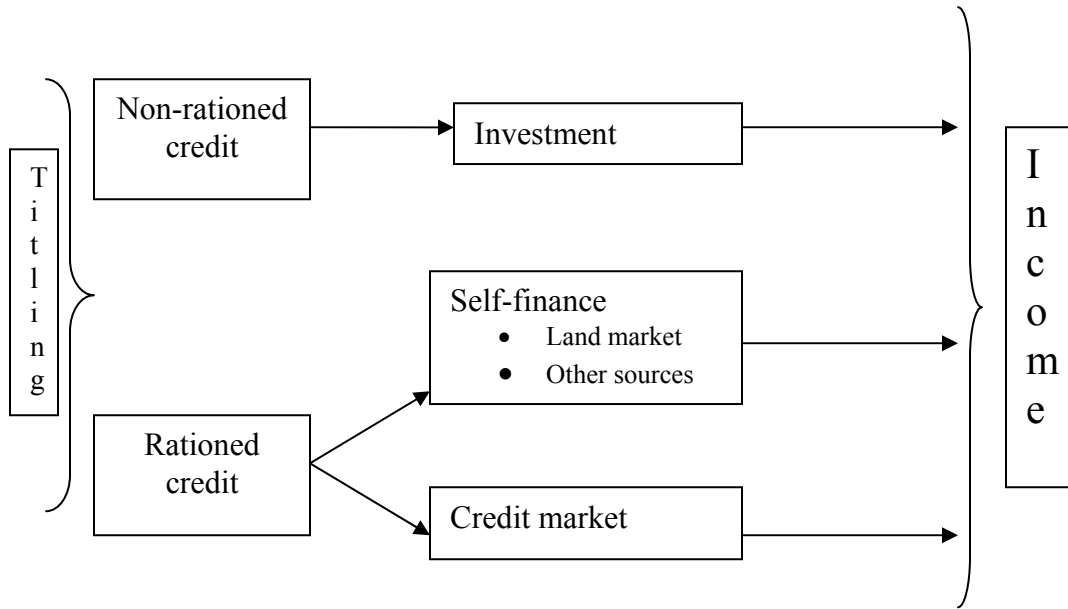 Titling
Non-rationed
credit
Investment
Self-finance
• Land market
• Other sources
Rationed
credit
Credit market
Income